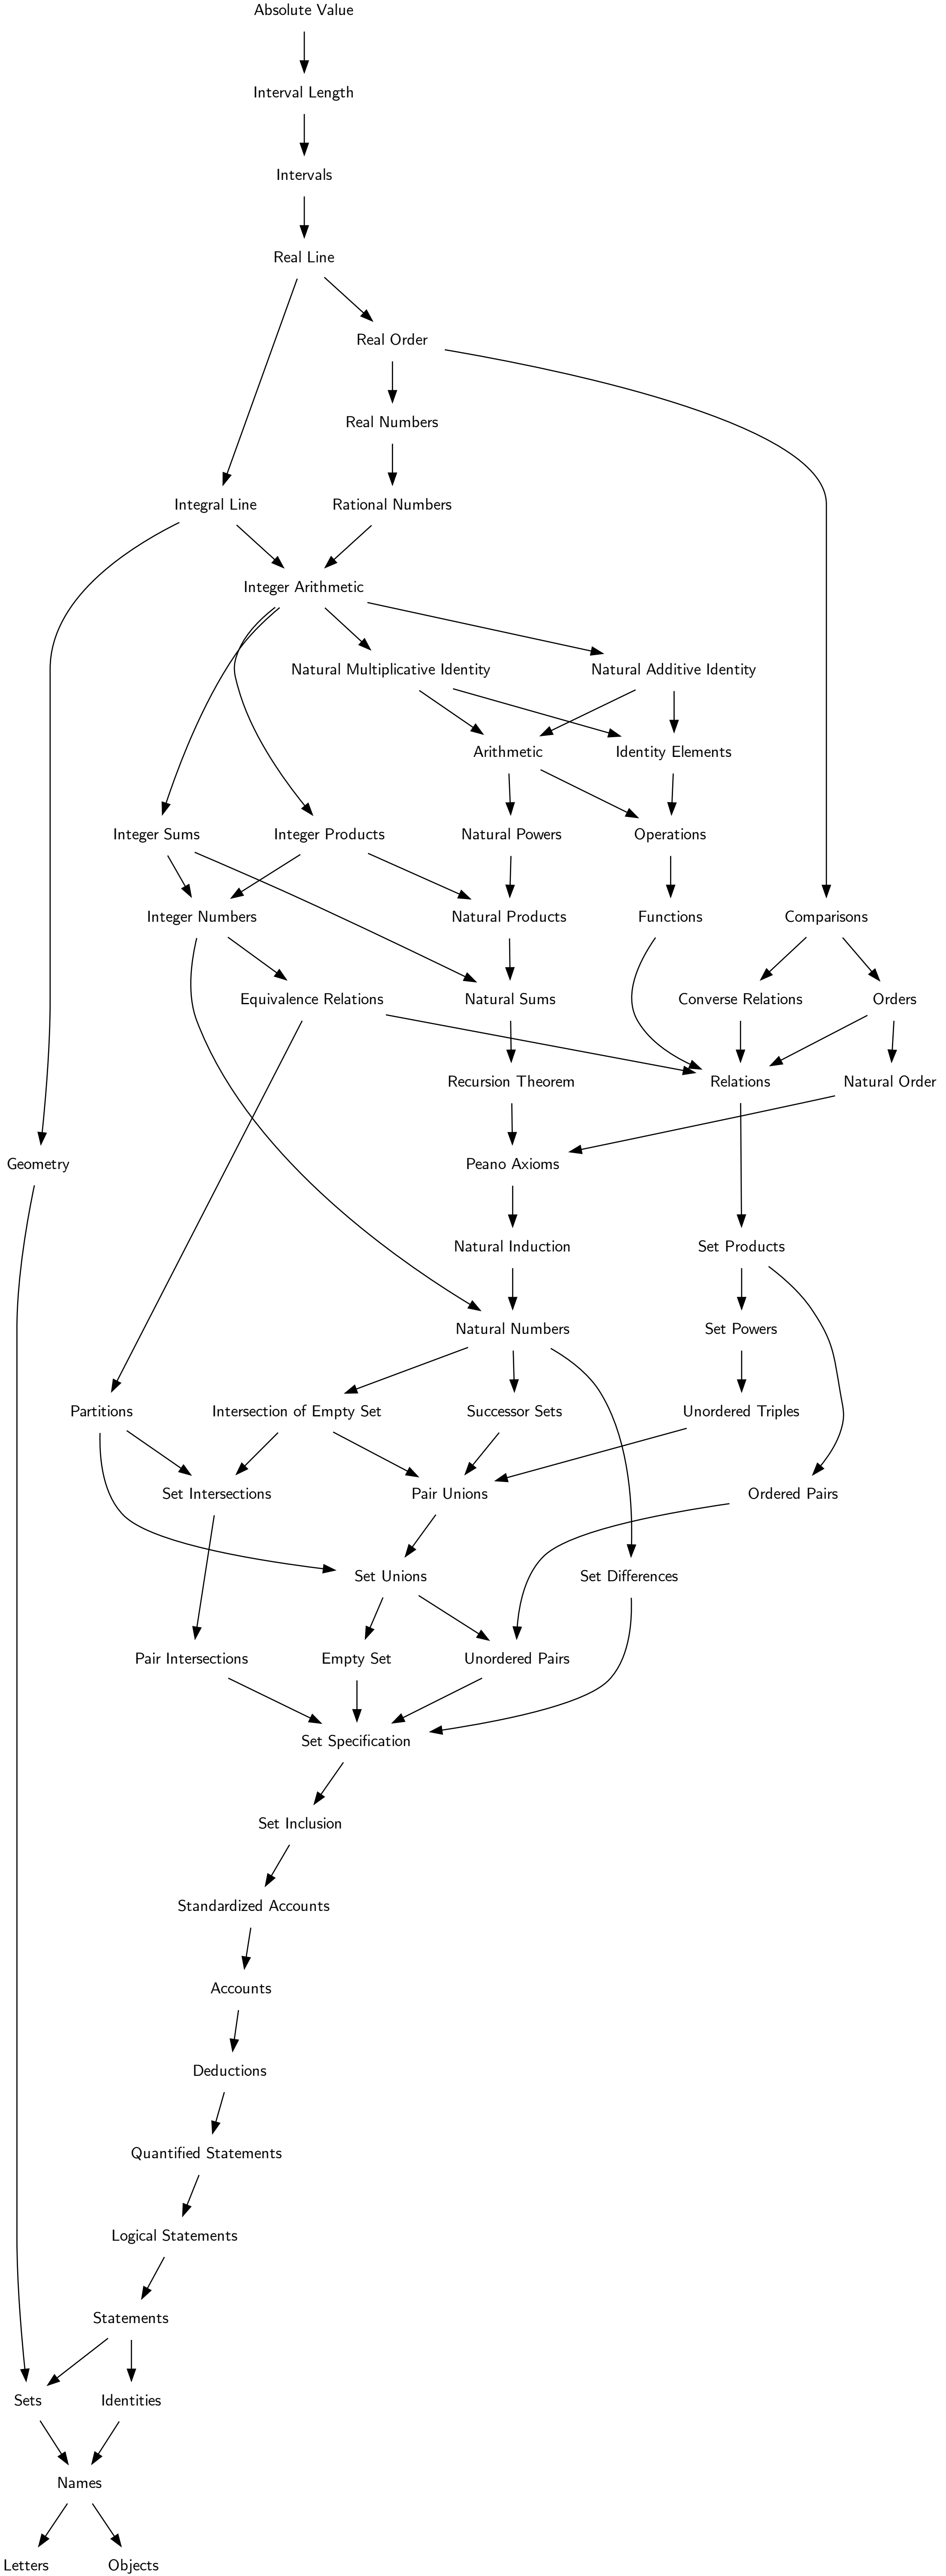 Absolute Value
Interval Length
Intervals
Real Line
Real Order
Real Numbers
Integral Line
Rational Numbers
Integer Arithmetic
Natural Multiplicative Identity
Natural Additive Identity
Arithmetic
Identity Elements
Integer Sums
Integer Products
Natural Powers
Operations
Integer Numbers
Natural Products
Functions
Comparisons
Equivalence Relations
Natural Sums
Converse Relations
Orders
Recursion Theorem
Relations
Natural Order
Geometry
Peano Axioms
Natural Induction
Set Products
Natural Numbers
Set Powers
Partitions
Intersection of Empty Set
Successor Sets
Unordered Triples
Set Intersections
Pair Unions
Ordered Pairs
Set Unions
Set Differences
Pair Intersections
Empty Set
Unordered Pairs
Set Specification
Set Inclusion
Standardized Accounts
Accounts
Deductions
Quantified Statements
Logical Statements
Statements
Sets
Identities
Names
Letters
Objects